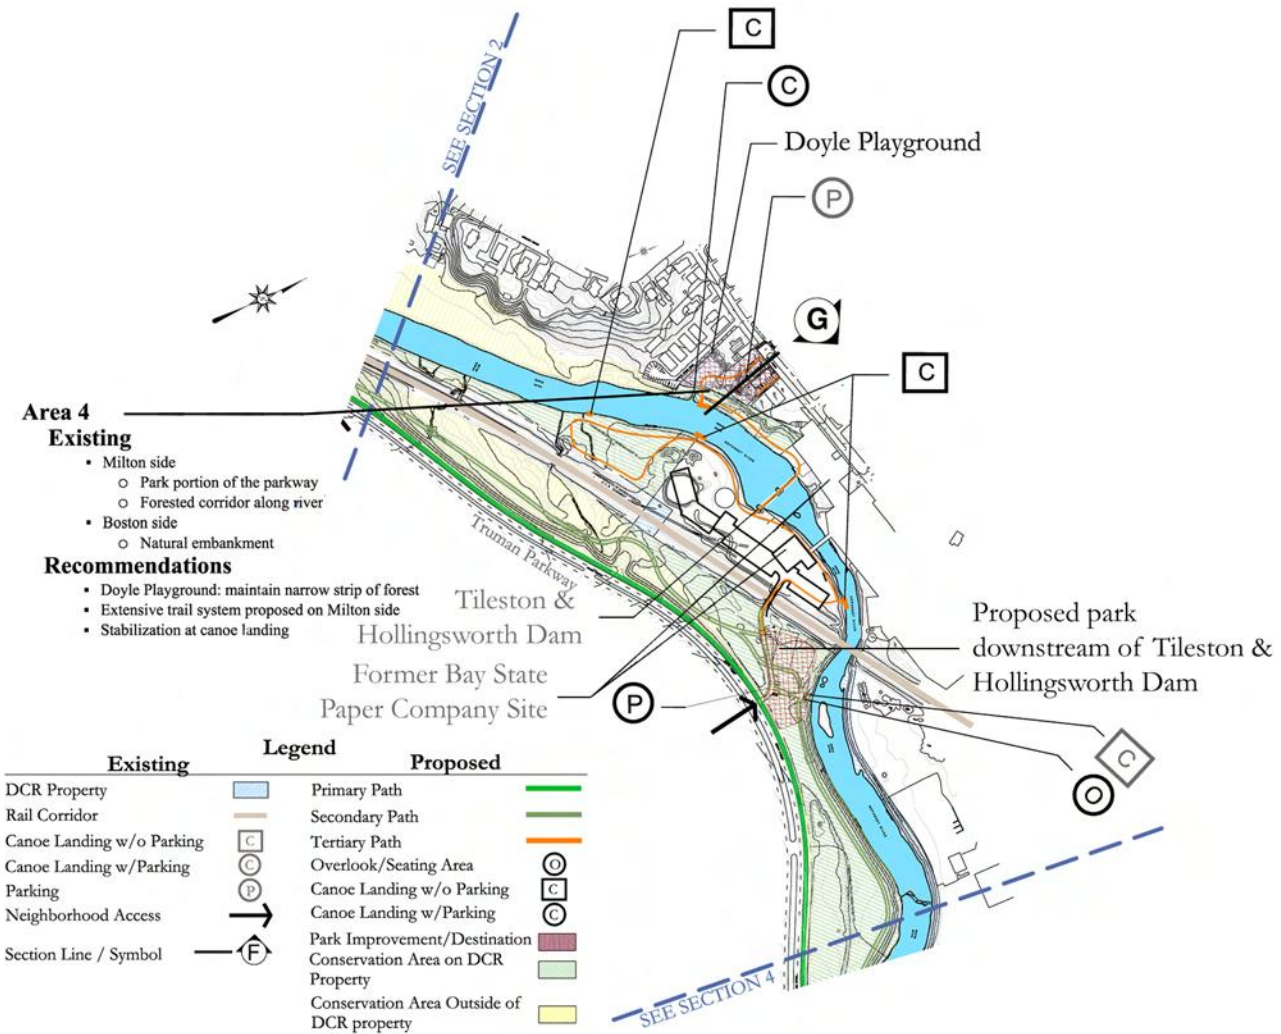 C
SEE SECTION 2
C
Doyle Playground
P
G
C
Area 4
Existing
▪ Milton side
o Park portion of the parkway
o Forested corridor along river
▪ Boston side
o Natural embankment
Recommendations
▪ Doyle Playground: maintain narrow strip of forest
▪ Extensive trail system proposed on Milton side
▪ Stabilization at canoe landing
Truman Parkway
Tileston &
Hollingsworth Dam
Former Bay State
Paper Company Site
P
Proposed park
downstream of Tileston &
Hollingsworth Dam
C
O
Legend
Existing
DCR Property
Rail Corridor
Canoe Landing w/o Parking C
Canoe Landing w/Parking C
Parking P
Neighborhood Access
Section Line / Symbol F
Proposed
Primary Path
Secondary Path
Tertiary Path
Overlook/Seating Area O
Canoe Landing w/o Parking C
Canoe Landing w/Parking C
Park Improvement/Destination
Conservation Area on DCR
Property
Conservation Area Outside of
DCR property
SEE SECTION 4